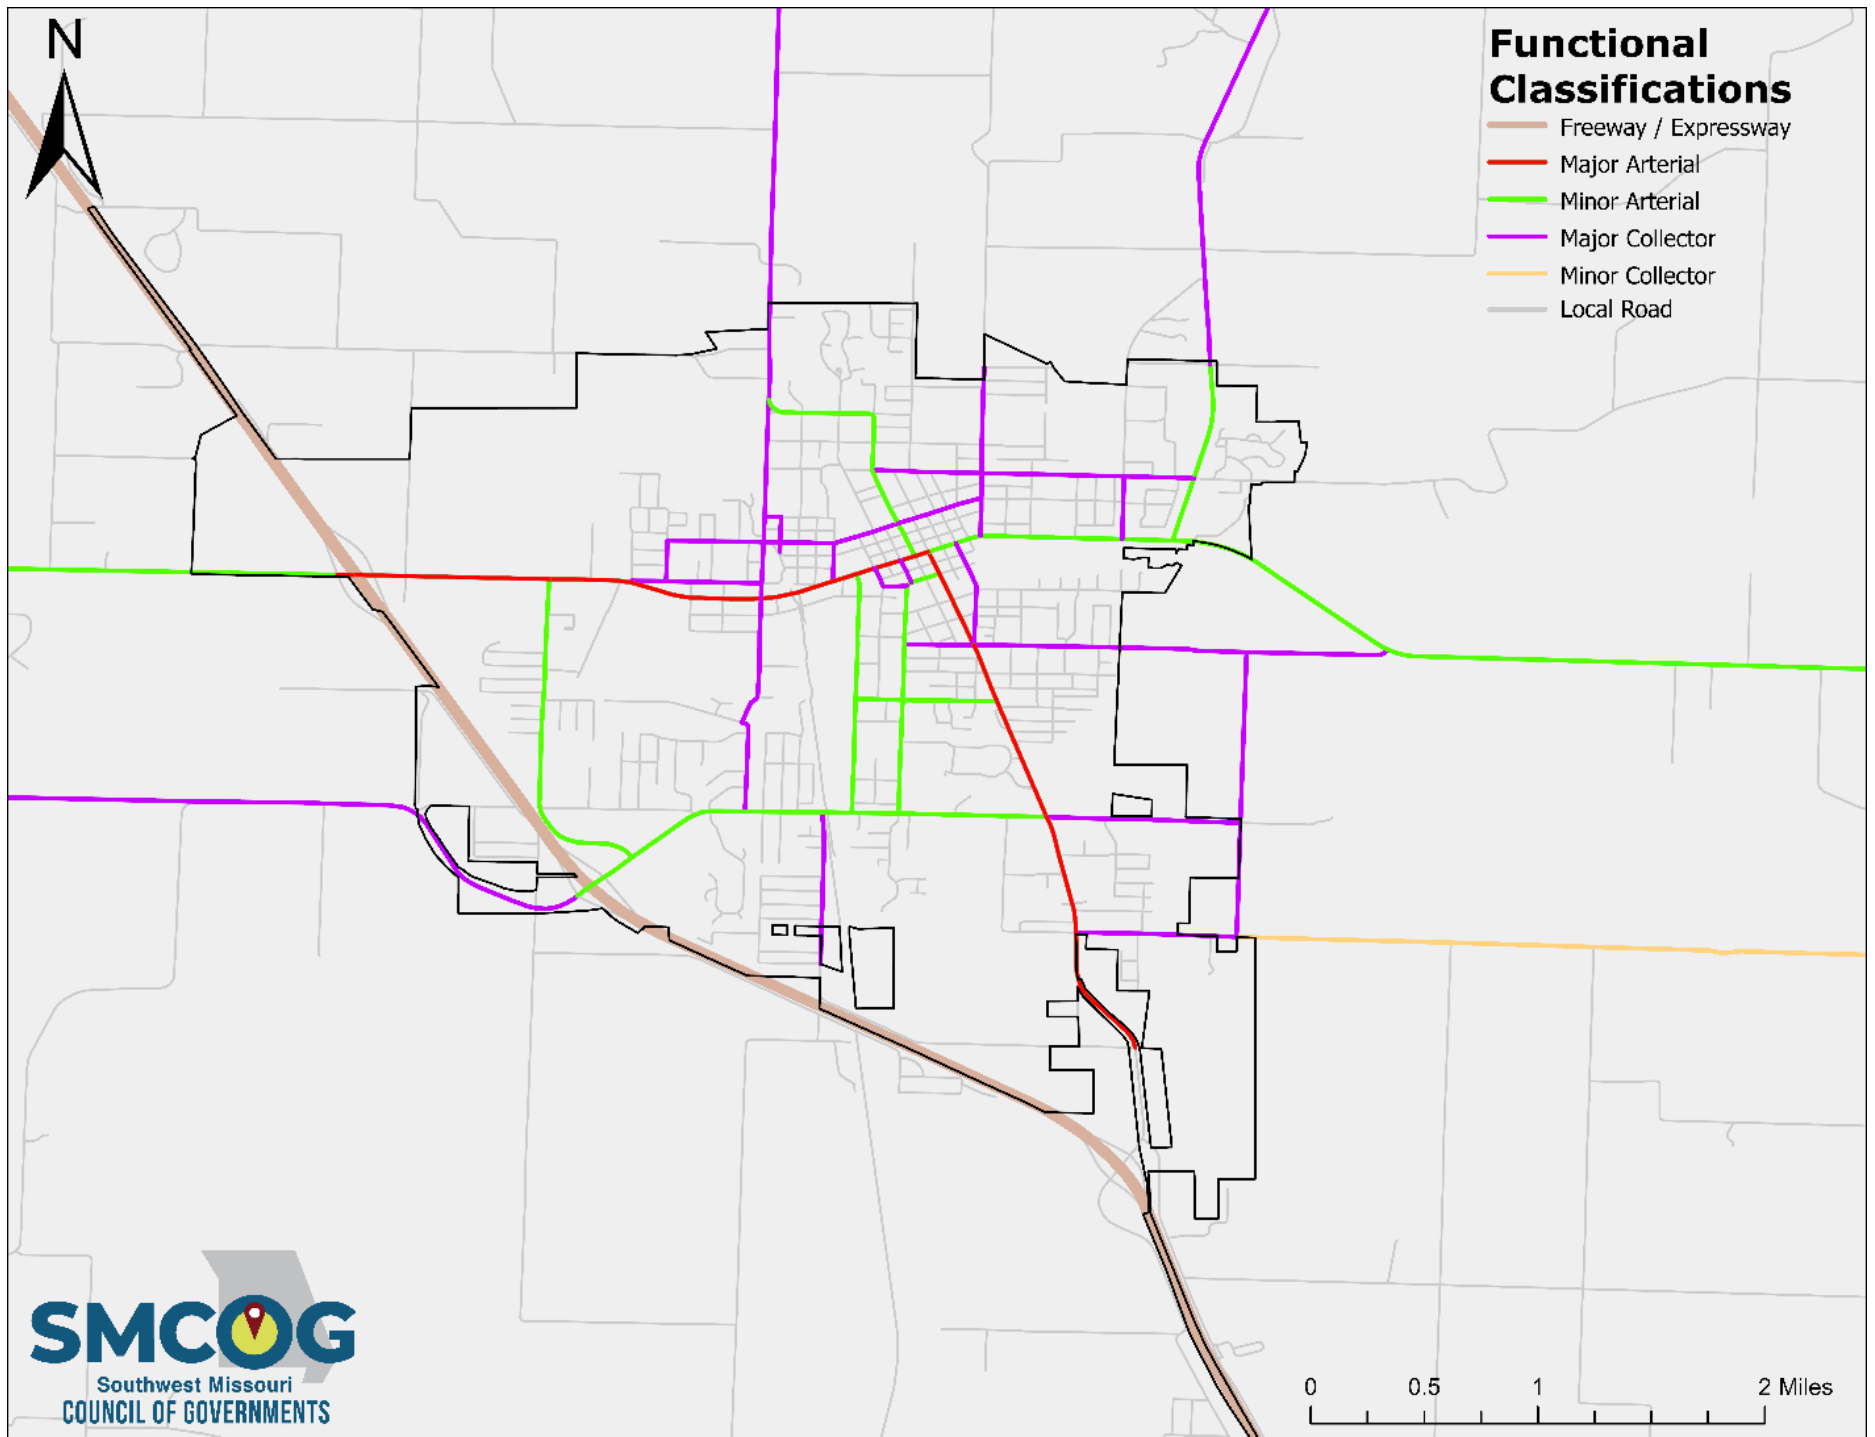 N
Functional
Classifications
Freeway / Expressway
Major Arterial
Minor Arterial
Major Collector
Minor Collector
Local Road
SMCOG
Southwest Missouri
COUNCIL OF GOVERNMENTS
0 0.5 1 2 Miles